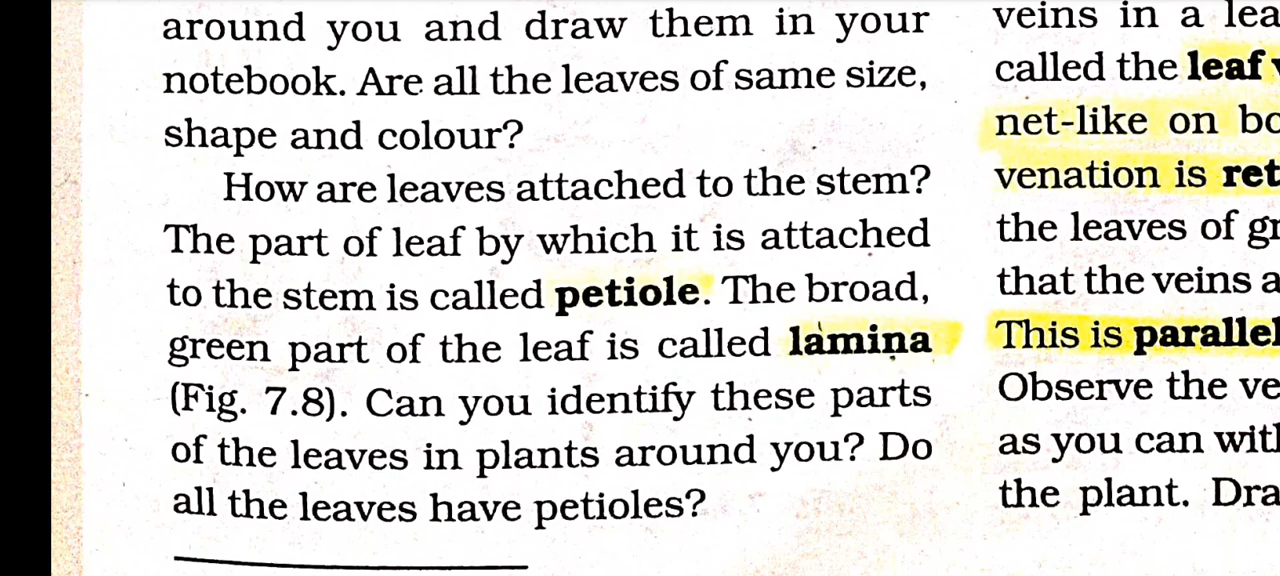 around you and draw them in your
notebook. Are all the leaves of same size,
shape and colour?
How are leaves attached to the stem?
The part of leaf by which it is attached
to the stem is called petiole. The broad,
green part of the leaf is called lamina
(Fig. 7.8). Can you identify these parts
of the leaves in plants around you? Do
all the leaves have petioles?
veins in a
called the leaf
net-like on
venation is
the leaves of
that the veins
This is parallel
Observe the
as you can
the plant.